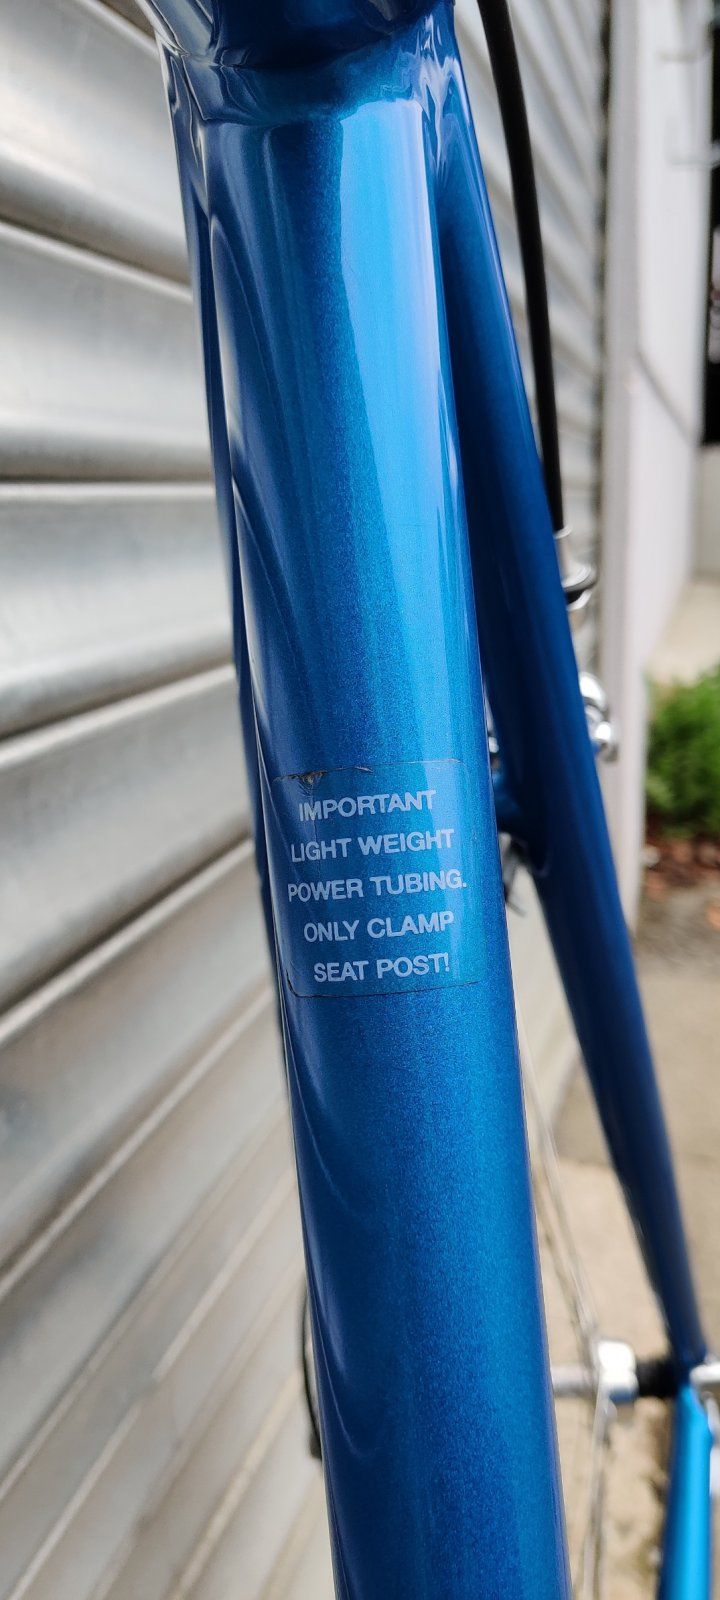 IMPORTANT
LIGHT WEIGHT
POWER TUBING.
ONLY CLAMP
SEAT POST!